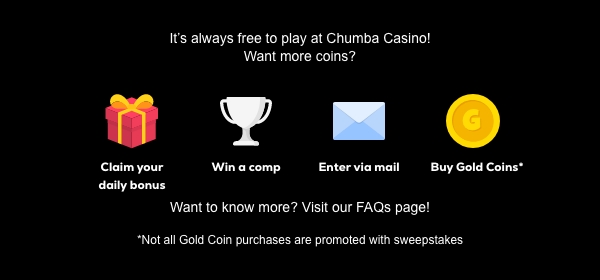 It's always free to play at Chumba Casino!
Want more coins?
G
Claim your
daily bonus
Win a comp
Enter via mail
Buy Gold Coins*
Want to know more? Visit our FAQs page!
*Not all Gold Coin purchases are promoted with sweepstakes